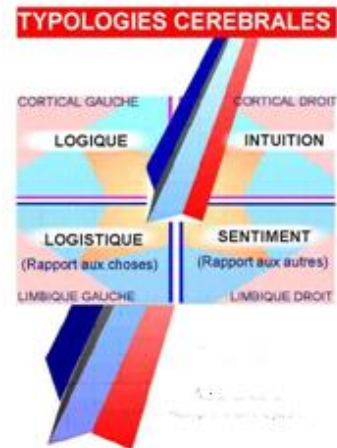 TYPOLOGIES CEREBRALES
CORTICAL GAUCHE CORTICAL DROIT
LOGIQUE INTUITION
LOGISTIQUE SENTIMENT
(Rapport aux choses) (Rapport aux autres)
LIMBIQUE GAUCHE LIMBIQUE DROIT